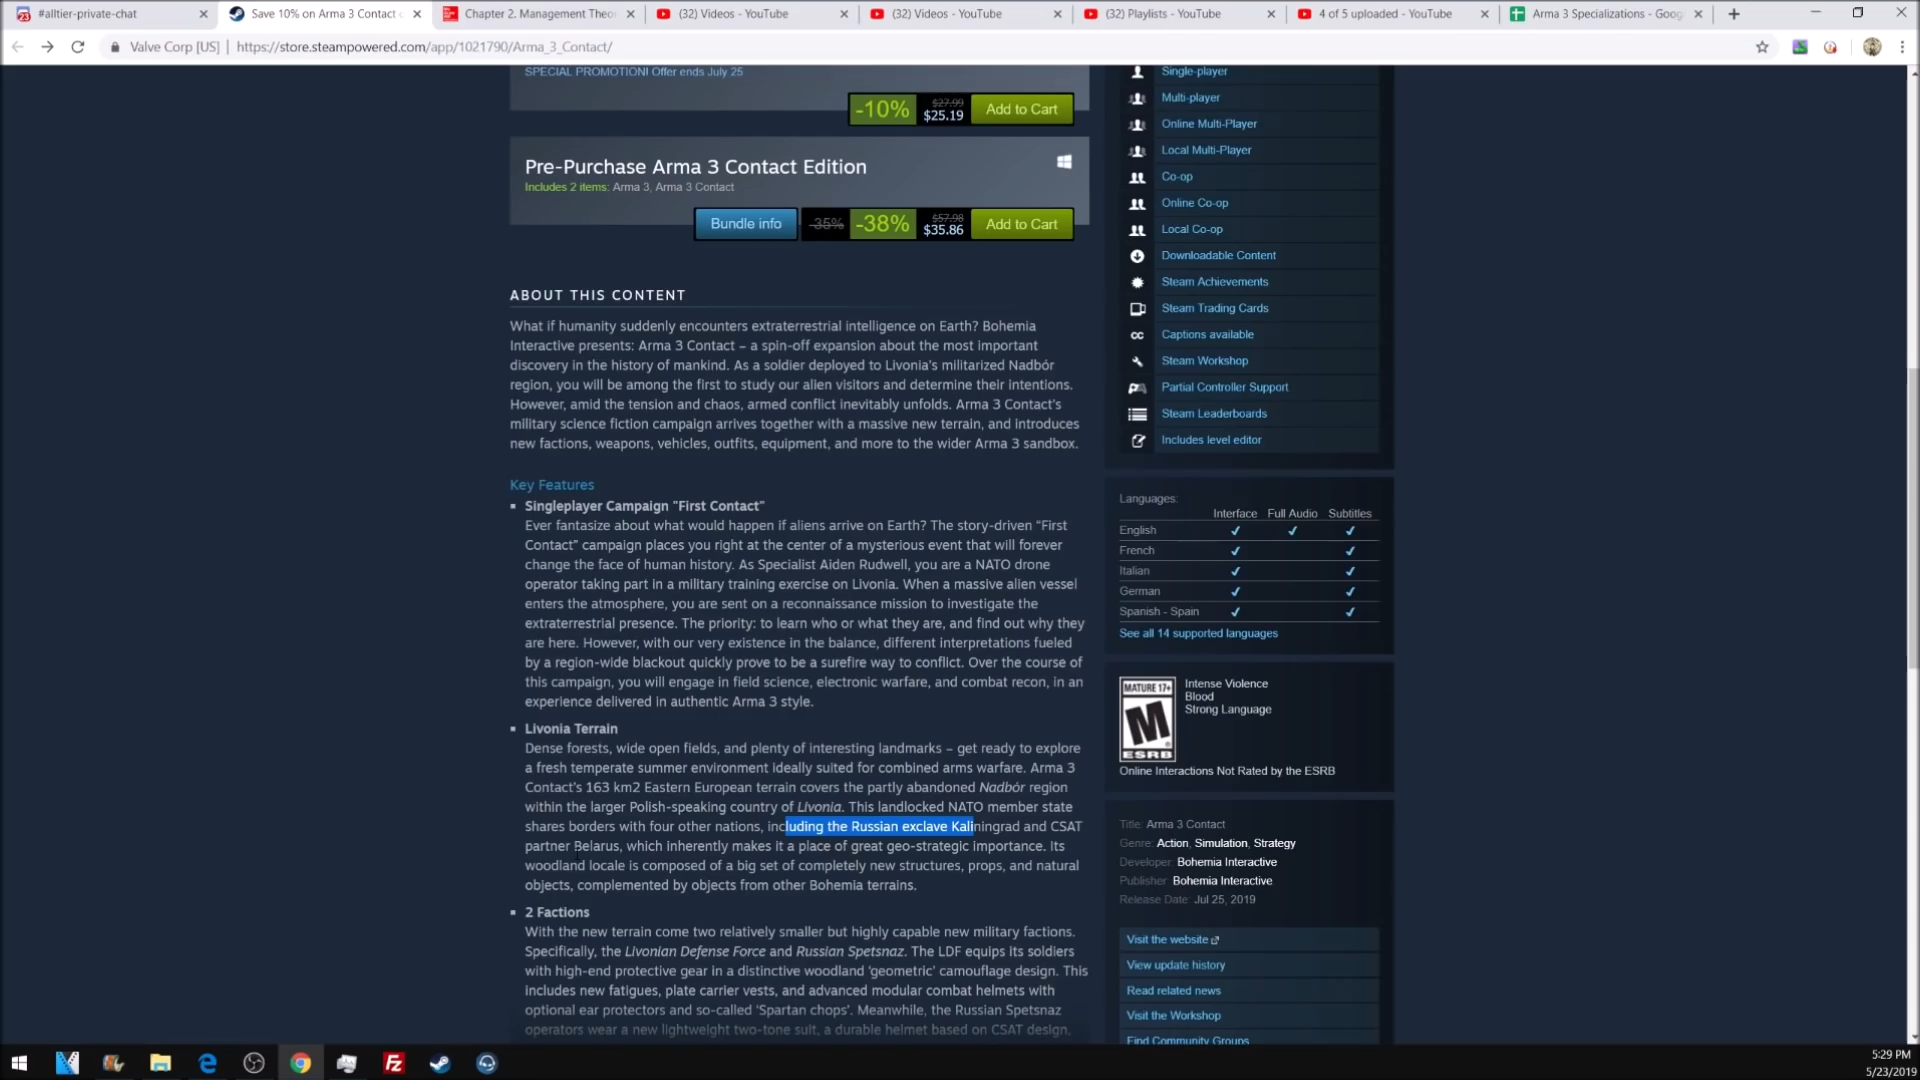 #alltier-private-chat
Save 10% on Arma 3 Contact o
Chapter 2. Management Theor
(32) Videos - YouTube
(32) Videos - YouTube
(32) Playlists - YouTube
4 of 5 uploaded - YouTube
Arma 3 Specializations - Goog
Valve Corp [US] | https://store.steampowered.com/app/1021790/Arma_3_Contact/
SPECIAL PROMOTION! Offer ends July 25
-10% $27.99 $25.19 Add to Cart
Pre-Purchase Arma 3 Contact Edition
Includes 2 items: Arma 3, Arma 3 Contact
Bundle info -35% -38% $57.98 $35.86 Add to Cart
ABOUT THIS CONTENT
What if humanity suddenly encounters extraterrestrial intelligence on Earth? Bohemia
Interactive presents: Arma 3 Contact – a spin-off expansion about the most important
discovery in the history of mankind. As a soldier deployed to Livonia's militarized Nadbór
region, you will be among the first to study our alien visitors and determine their intentions.
However, amid the tension and chaos, armed conflict inevitably unfolds. Arma 3 Contact's
military science fiction campaign arrives together with a massive new terrain, and introduces
new factions, weapons, vehicles, outfits, equipment, and more to the wider Arma 3 sandbox.
Key Features
Singleplayer Campaign "First Contact"
Ever fantasize about what would happen if aliens arrive on Earth? The story-driven "First
Contact" campaign places you right at the center of a mysterious event that will forever
change the face of human history. As Specialist Aiden Rudwell, you are a NATO drone
operator taking part in a military training exercise on Livonia. When a massive alien vessel
enters the atmosphere, you are sent on a reconnaissance mission to investigate the
extraterrestrial presence. The priority: to learn who or what they are, and find out why they
are here. However, with our very existence in the balance, different interpretations fueled
by a region-wide blackout quickly prove to be a surefire way to conflict. Over the course of
this campaign, you will engage in field science, electronic warfare, and combat recon, in an
experience delivered in authentic Arma 3 style.
Livonia Terrain
Dense forests, wide open fields, and plenty of interesting landmarks – get ready to explore
a fresh temperate summer environment ideally suited for combined arms warfare. Arma 3
Contact's 163 km2 Eastern European terrain covers the partly abandoned Nadbór region
within the larger Polish-speaking country of Livonia. This landlocked NATO member state
shares borders with four other nations, including the Russian exclave Kaliningrad and CSAT
partner Belarus, which inherently makes it a place of great geo-strategic importance. Its
woodland locale is composed of a big set of completely new structures, props, and natural
objects, complemented by objects from other Bohemia terrains.
2 Factions
With the new terrain come two relatively smaller but highly capable new military factions.
Specifically, the Livonian Defense Force and Russian Spetsnaz. The LDF equips its soldiers
with high-end protective gear in a distinctive woodland 'geometric' camouflage design. This
includes new fatigues, plate carrier vests, and advanced modular combat helmets with
optional ear protectors and so-called 'Spartan chops'. Meanwhile, the Russian Spetsnaz
operators wear a new lightweight two-tone suit, a durable helmet based on CSAT design,
Single-player
Multi-player
Online Multi-Player
Local Multi-Player
Co-op
Online Co-op
Local Co-op
Downloadable Content
Steam Achievements
Steam Trading Cards
Captions available
Steam Workshop
Partial Controller Support
Steam Leaderboards
Includes level editor
Languages:
Interface Full Audio Subtitles
English ✔ ✔ ✔
French ✔ ✔
Italian ✔ ✔
German ✔ ✔
Spanish - Spain ✔ ✔
See all 14 supported languages
MATURE 17+
M
ESRB
Intense Violence
Blood
Strong Language
Online Interactions Not Rated by the ESRB
Title: Arma 3 Contact
Genre: Action, Simulation, Strategy
Developer: Bohemia Interactive
Publisher: Bohemia Interactive
Release Date: Jul 25, 2019
Visit the website
View update history
Read related news
Visit the Workshop
Find Community Groups
5:29 PM
5/23/2019